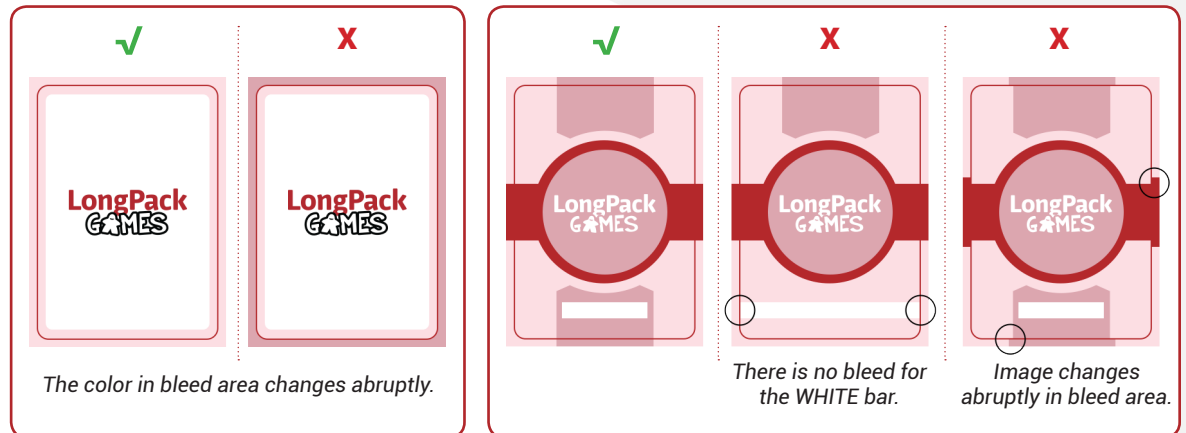 √
X
LongPack
GAMES
LongPack
GAMES
The color in bleed area changes abruptly.
√
X
X
LongPack
GAMES
LongPack
GAMES
LongPack
GAMES
There is no bleed for
the WHITE bar.
Image changes
abruptly in bleed area.